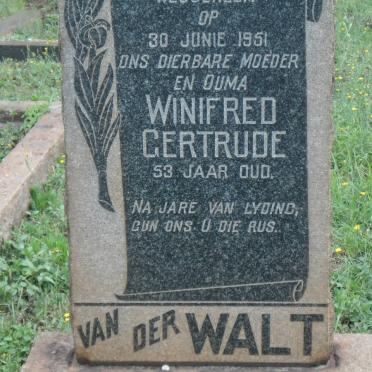 OP
30 JUNIE 1951
ONS DIERBARE MOEDER
EN OUMA
WINIFRED
GERTRUDE
53 JAAR OUD.
NA JARE VAN LYDING,
GUN ONS U DIE RUS.
VAN DER WALT